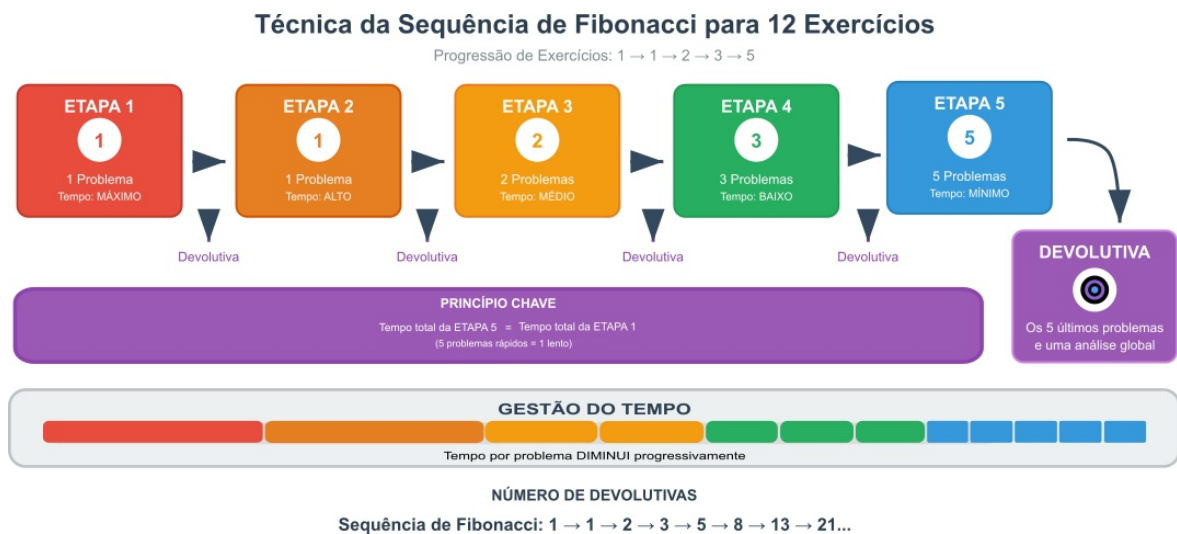 Técnica da Sequência de Fibonacci para 12 Exercícios
Progressão de Exercícios: 1 → 1 → 2 → 3 → 5
ETAPA 1
1
1 Problema
Tempo: MÁXIMO
ETAPA 2
1
1 Problema
Tempo: ALTO
ETAPA 3
2
2 Problemas
Tempo: MÉDIO
ETAPA 4
3
3 Problemas
Tempo: BAIXO
ETAPA 5
5
5 Problemas
Tempo: MÍNIMO
Devolutiva
Devolutiva
Devolutiva
Devolutiva
DEVOLUTIVA
Os 5 últimos problemas
e uma análise global
PRINCÍPIO CHAVE
Tempo total da ETAPA 5 = Tempo total da ETAPA 1
(5 problemas rápidos = 1 lento)
GESTÃO DO TEMPO
Tempo por problema DIMINUI progressivamente
NÚMERO DE DEVOLUTIVAS
Sequência de Fibonacci: 1 → 1 → 2 → 3 → 5 → 8 → 13 → 21...